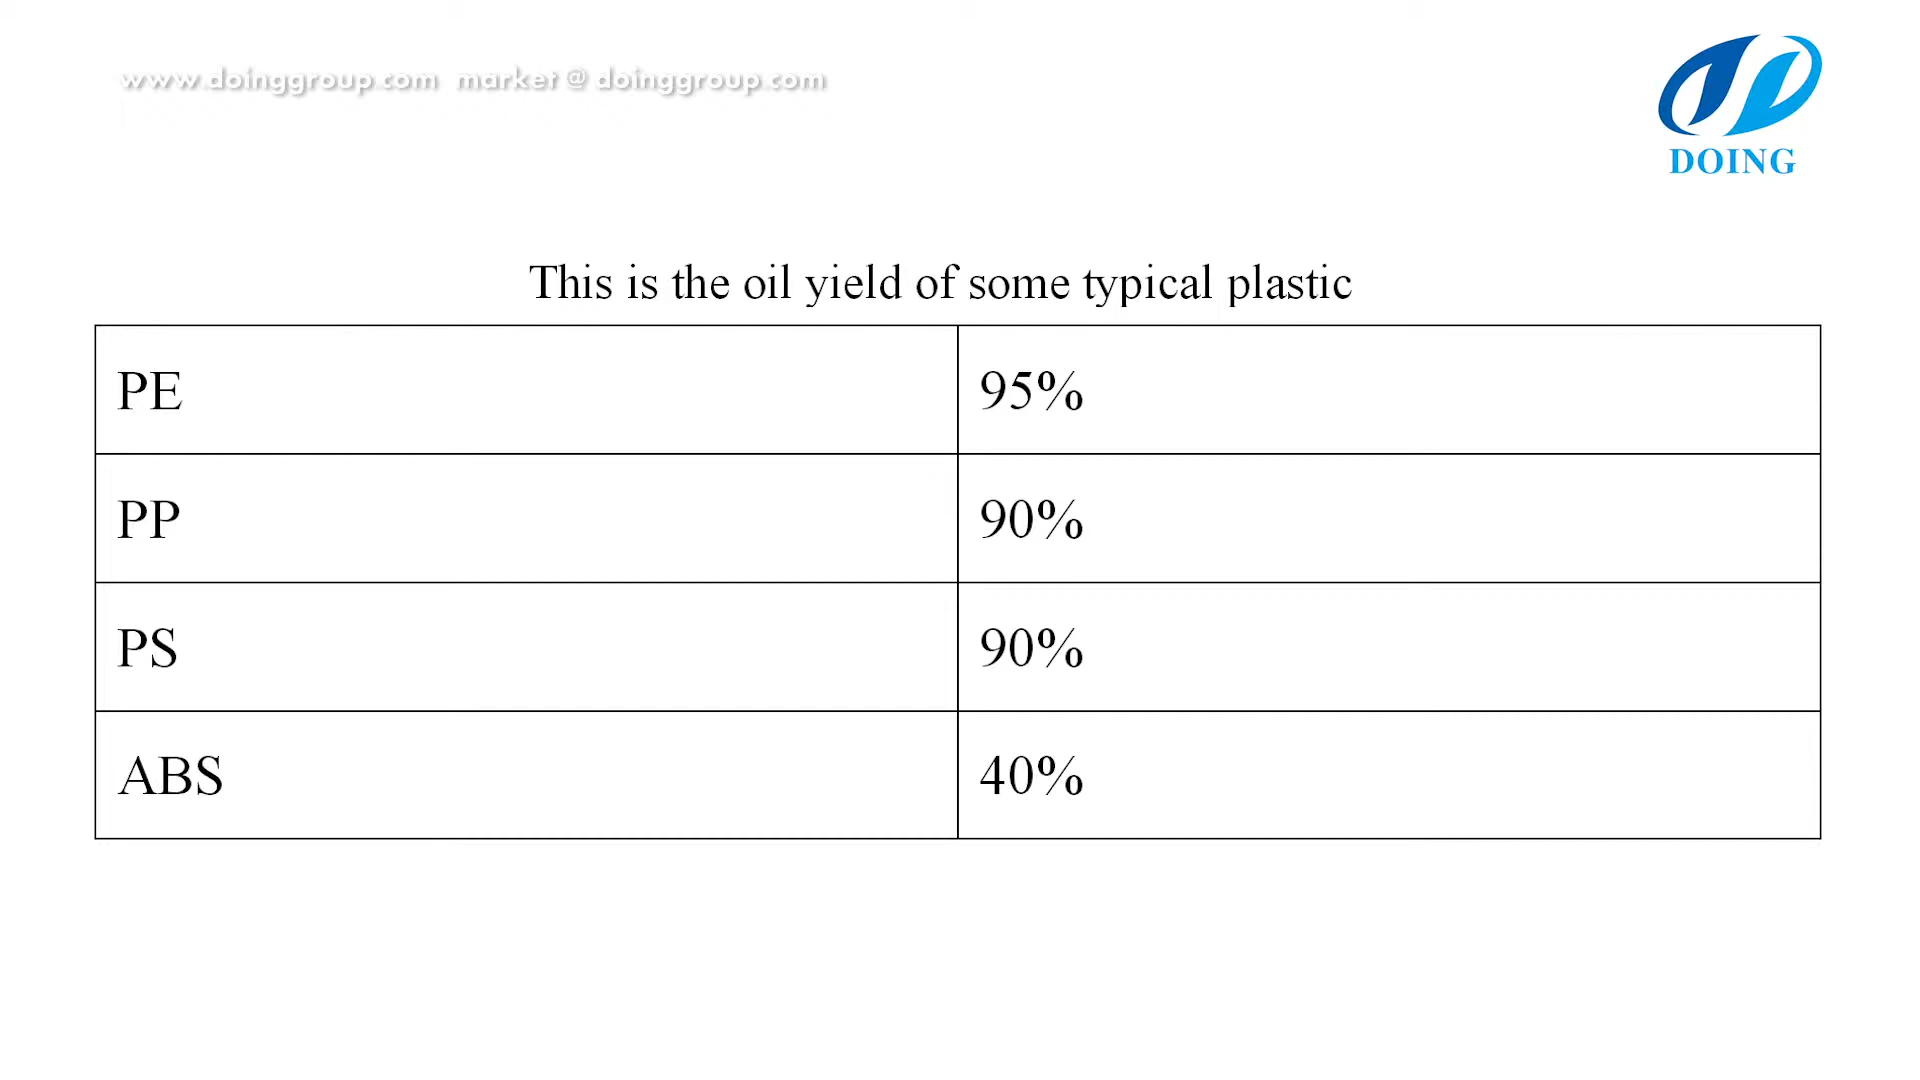 www.doinggroup.com market @ doinggroup.com
DOING
This is the oil yield of some typical plastic
PE 95%
PP 90%
PS 90%
ABS 40%